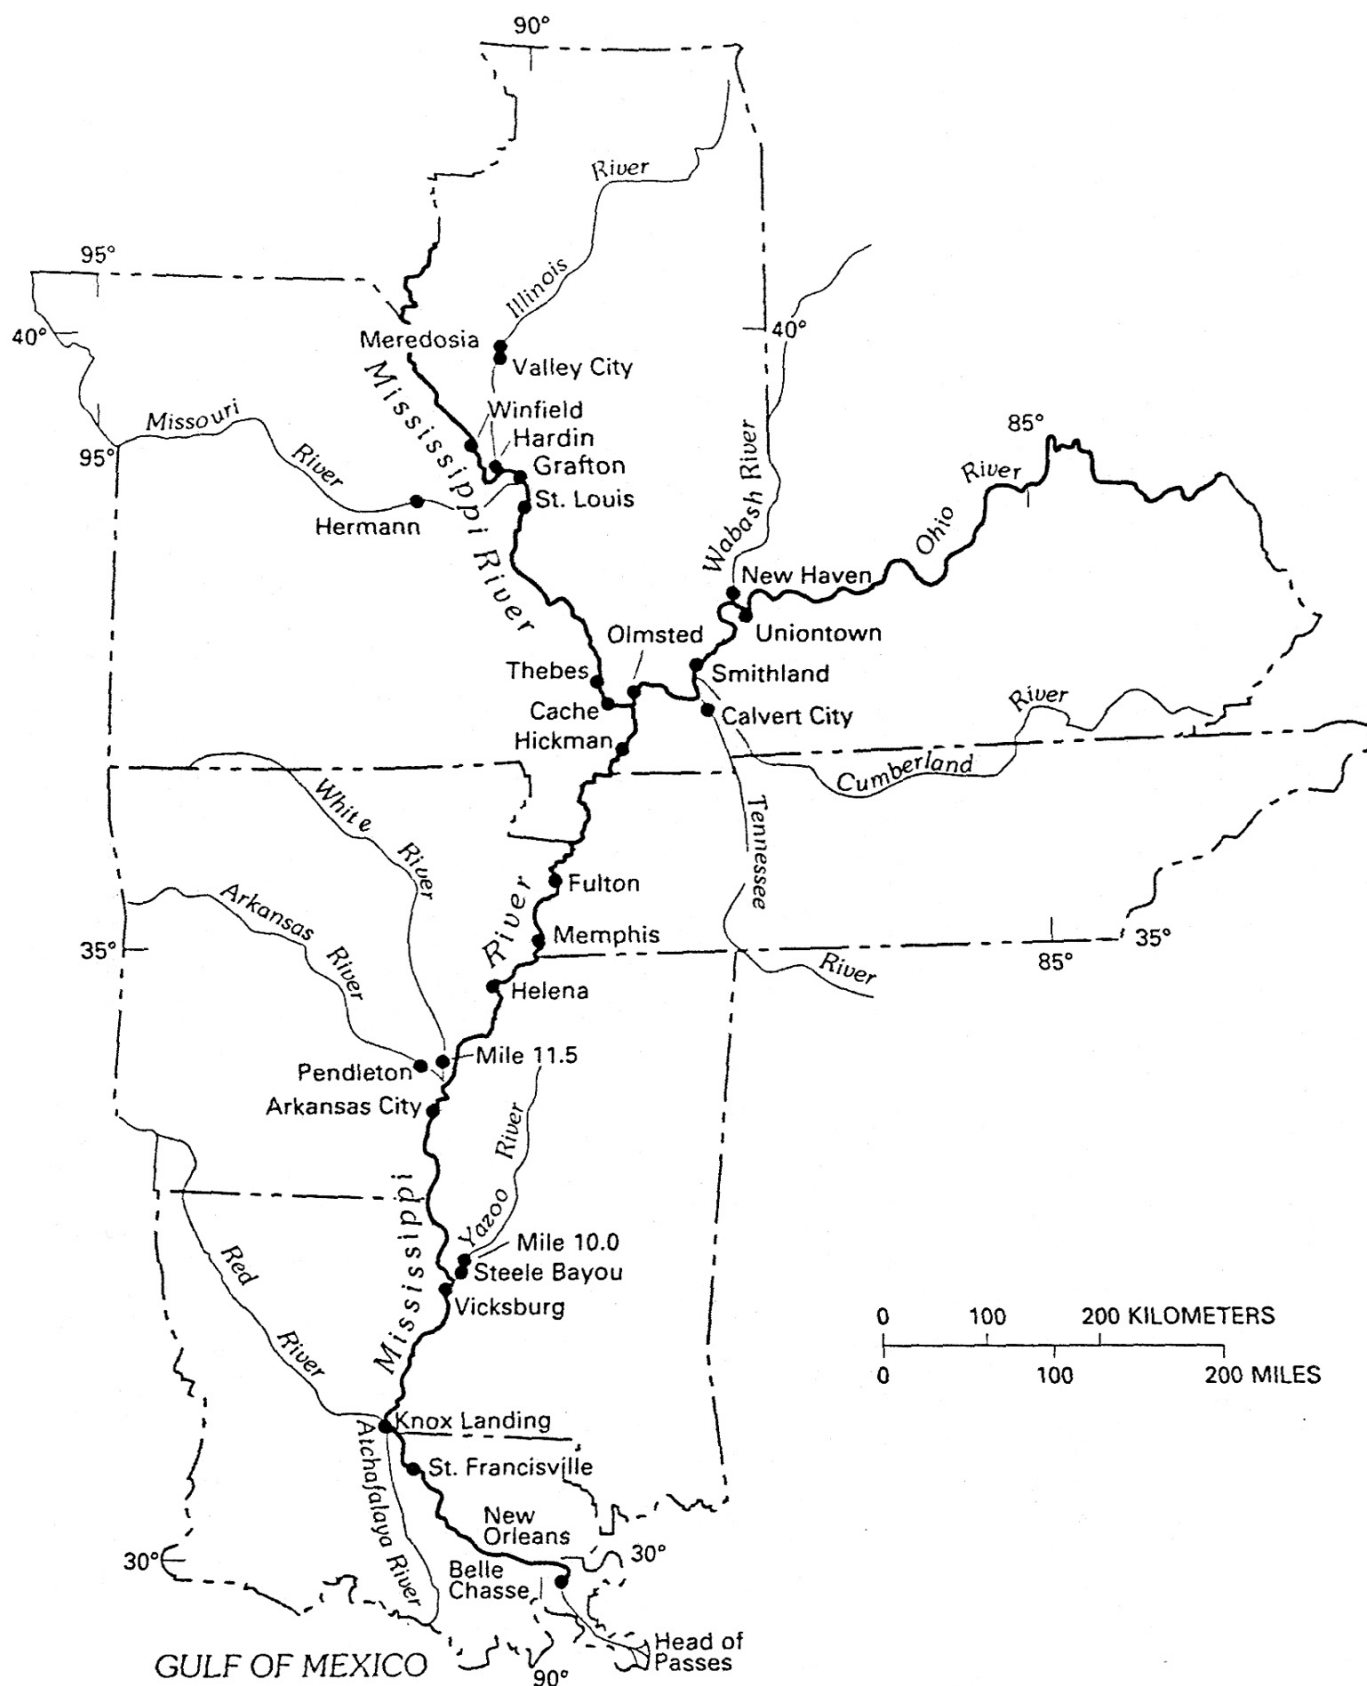 90°
River
Illinois
95°
40°
40°
Meredosia
Valley City
Mississippi River
Winfield
Hardin
Grafton
St. Louis
Missouri
River
95°
Hermann
85°
River
Ohio
Wabash River
New Haven
Uniontown
Olmsted
Smithland
Thebes
Cache
Calvert City
River
Hickman
Cumberland
White
River
Tennessee
Arkansas
River
Fulton
River
Memphis
35°
35°
85°
River
Helena
Mile 11.5
Pendleton
Arkansas City
River
Yazoo
Mississippi
Mile 10.0
Steele Bayou
Vicksburg
Red
River
0 100 200 KILOMETERS
0 100 200 MILES
Knox Landing
Atchafalaya River
St. Francisville
New
Orleans
30°
30°
Belle
Chasse
Head of
Passes
GULF OF MEXICO
90°